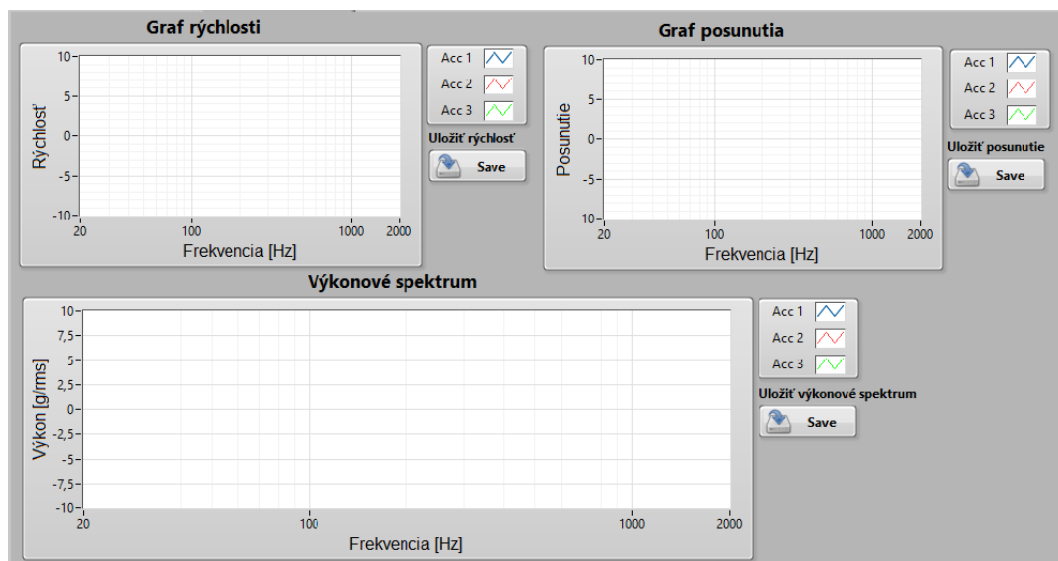 Graf rýchlosti
10
5
0
-5
-10
Rýchlosť
20 100 1000 2000
Frekvencia [Hz]
Acc 1
Acc 2
Acc 3
Uložiť rýchlosť
Save
Graf posunutia
10
5
0
-5
10
Posunutie
20 100 1000 2000
Frekvencia [Hz]
Acc 1
Acc 2
Acc 3
Uložiť posunutie
Save
Výkonové spektrum
10
7,5
5
2,5
0
-2,5
-5
-7,5
-10
Výkon [g/rms]
20 100 1000 2000
Frekvencia [Hz]
Acc 1
Acc 2
Acc 3
Uložiť výkonové spektrum
Save